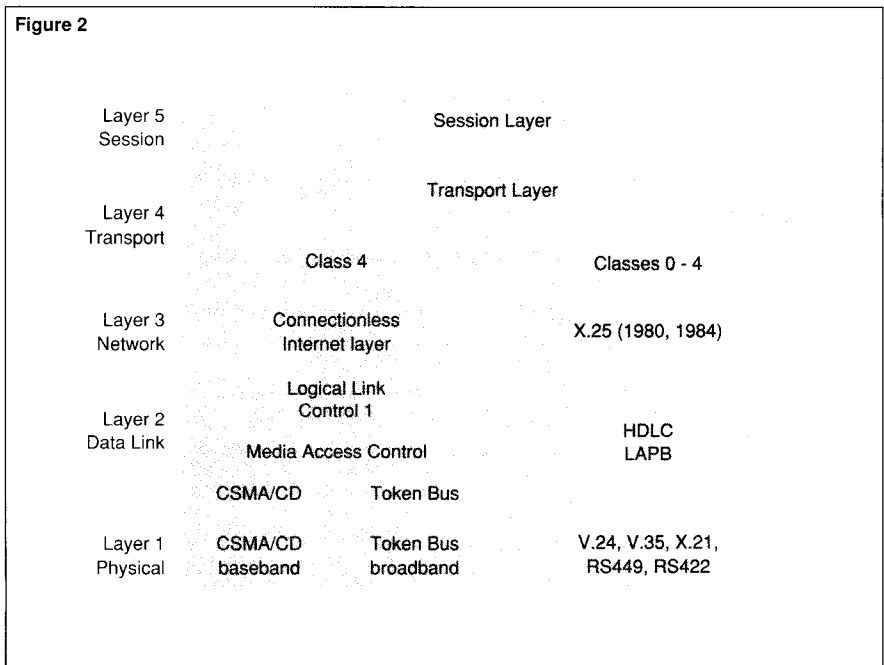 Figure 2
Layer 5
Session
Session Layer
Transport Layer
Layer 4
Transport
Class 4
Classes 0 - 4
Layer 3
Network
Connectionless
Internet layer
X.25 (1980, 1984)
Logical Link
Control 1
Layer 2
Data Link
Media Access Control
HDLC
LAPB
CSMA/CD
Token Bus
Layer 1
Physical
CSMA/CD
baseband
Token Bus
broadband
V.24, V.35, X.21,
RS449, RS422